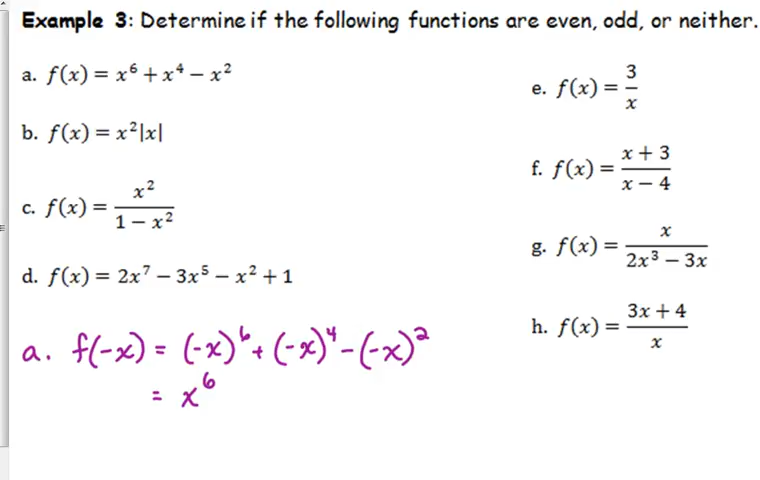 Example 3: Determine if the following functions are even, odd, or neither.
a. f(x) = x⁶ + x⁴ − x²
b. f(x) = x²|x|
c. f(x) = x² / (1 − x²)
d. f(x) = 2x⁷ − 3x⁵ − x² + 1
e. f(x) = 3 / x
f. f(x) = (x + 3) / (x − 4)
g. f(x) = x / (2x³ − 3x)
h. f(x) = (3x + 4) / x
a. f(-x) = (-x)⁶ + (-x)⁴ - (-x)²
= x⁶